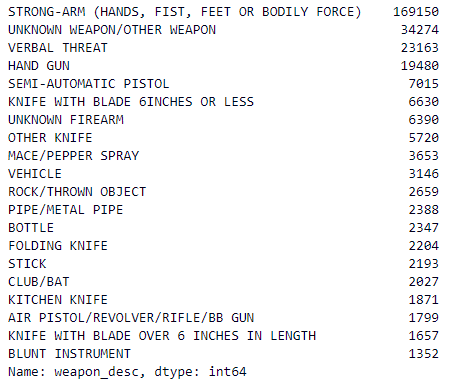 STRONG-ARM (HANDS, FIST, FEET OR BODILY FORCE) 169150
UNKNOWN WEAPON/OTHER WEAPON 34274
VERBAL THREAT 23163
HAND GUN 19480
SEMI-AUTOMATIC PISTOL 7015
KNIFE WITH BLADE 6INCHES OR LESS 6630
UNKNOWN FIREARM 6390
OTHER KNIFE 5720
MACE/PEPPER SPRAY 3653
VEHICLE 3146
ROCK/THROWN OBJECT 2659
PIPE/METAL PIPE 2388
BOTTLE 2347
FOLDING KNIFE 2204
STICK 2193
CLUB/BAT 2027
KITCHEN KNIFE 1871
AIR PISTOL/REVOLVER/RIFLE/BB GUN 1799
KNIFE WITH BLADE OVER 6 INCHES IN LENGTH 1657
BLUNT INSTRUMENT 1352
Name: weapon_desc, dtype: int64